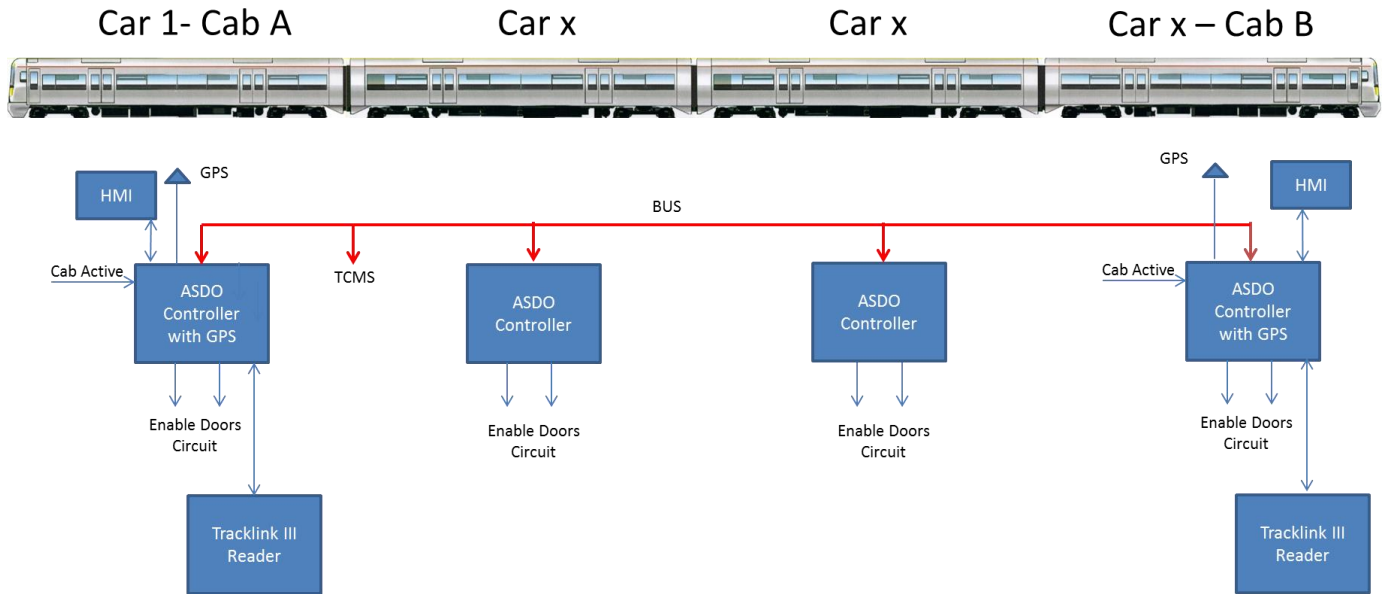 Car 1- Cab A
Car x
Car x
Car x – Cab B
GPS
HMI
BUS
GPS
HMI
Cab Active
TCMS
Cab Active
ASDO
Controller
with GPS
ASDO
Controller
ASDO
Controller
ASDO
Controller
with GPS
Enable Doors
Circuit
Enable Doors
Circuit
Enable Doors
Circuit
Enable Doors
Circuit
Tracklink III
Reader
Tracklink III
Reader